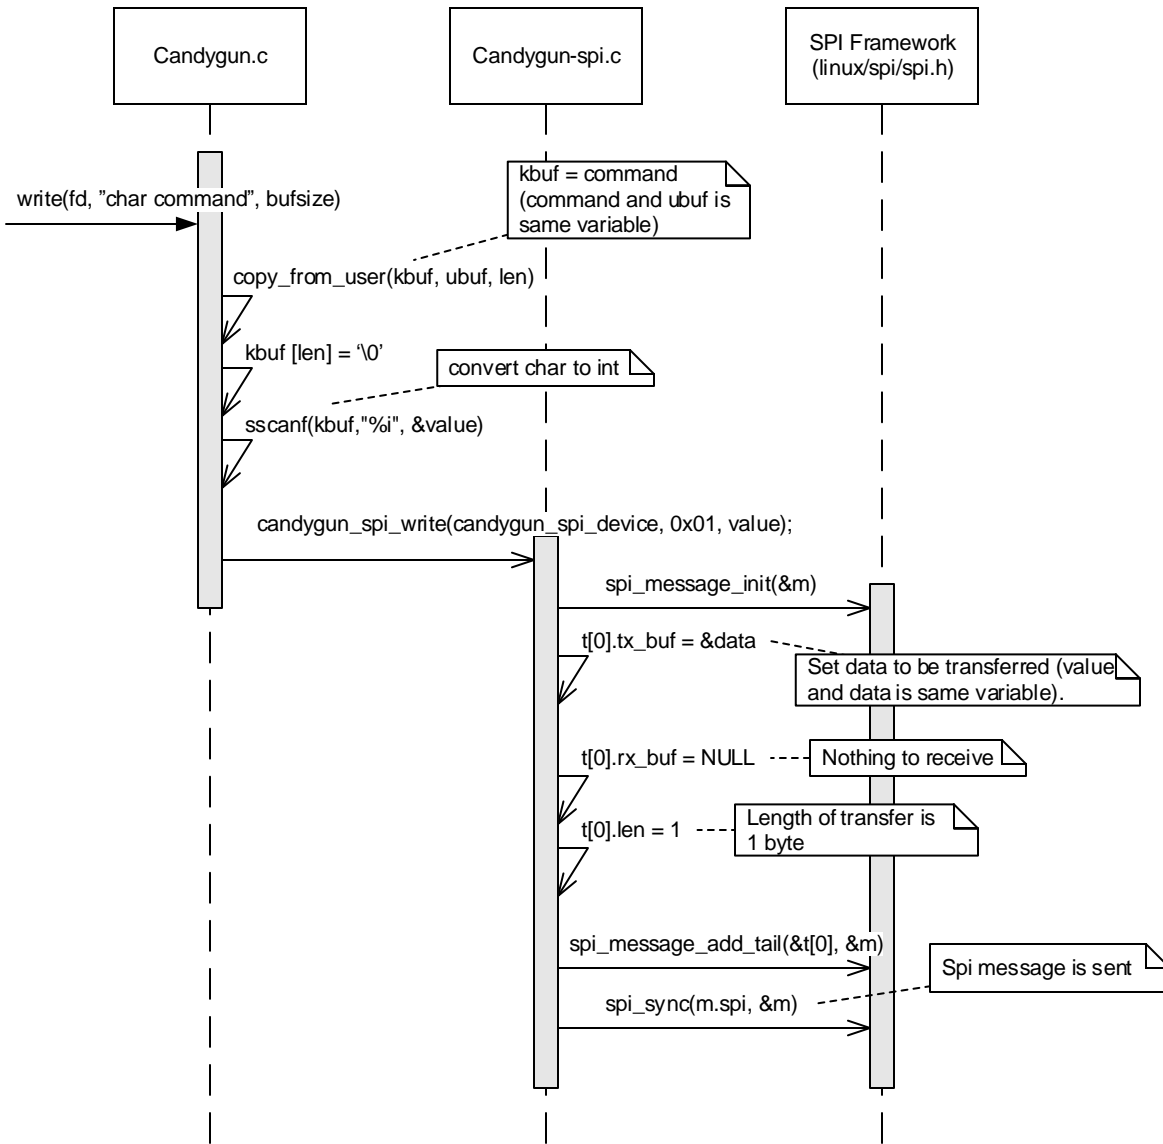 Candygun.c
Candygun-spi.c
SPI Framework
(linux/spi/spi.h)
kbuf = command
(command and ubuf is
same variable)
write(fd, ”char command”, bufsize)
copy_from_user(kbuf, ubuf, len)
kbuf [len] = ‘\0’
convert char to int
sscanf(kbuf,"%i", &value)
candygun_spi_write(candygun_spi_device, 0x01, value);
spi_message_init(&m)
t[0].tx_buf = &data
Set data to be transferred (value
and data is same variable).
t[0].rx_buf = NULL
Nothing to receive
Length of transfer is
1 byte
t[0].len = 1
spi_message_add_tail(&t[0], &m)
Spi message is sent
spi_sync(m.spi, &m)